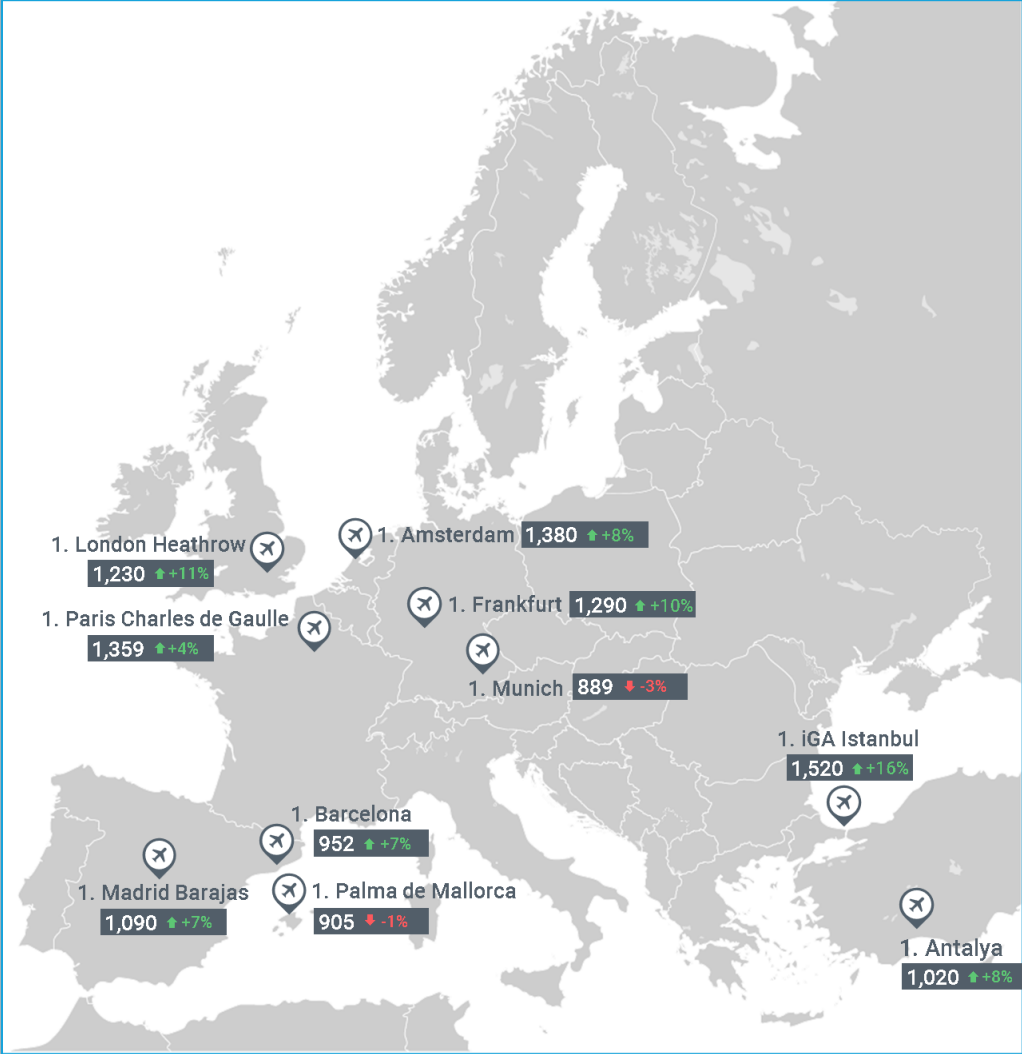 1. Amsterdam 1,380 +8%
1. London Heathrow
1,230 +11%
1. Frankfurt 1,290 +10%
1. Paris Charles de Gaulle
1,359 +4%
1. Munich 889 -3%
1. iGA Istanbul
1,520 +16%
1. Barcelona
952 +7%
1. Madrid Barajas
1,090 +7%
1. Palma de Mallorca
905 -1%
1. Antalya
1,020 +8%